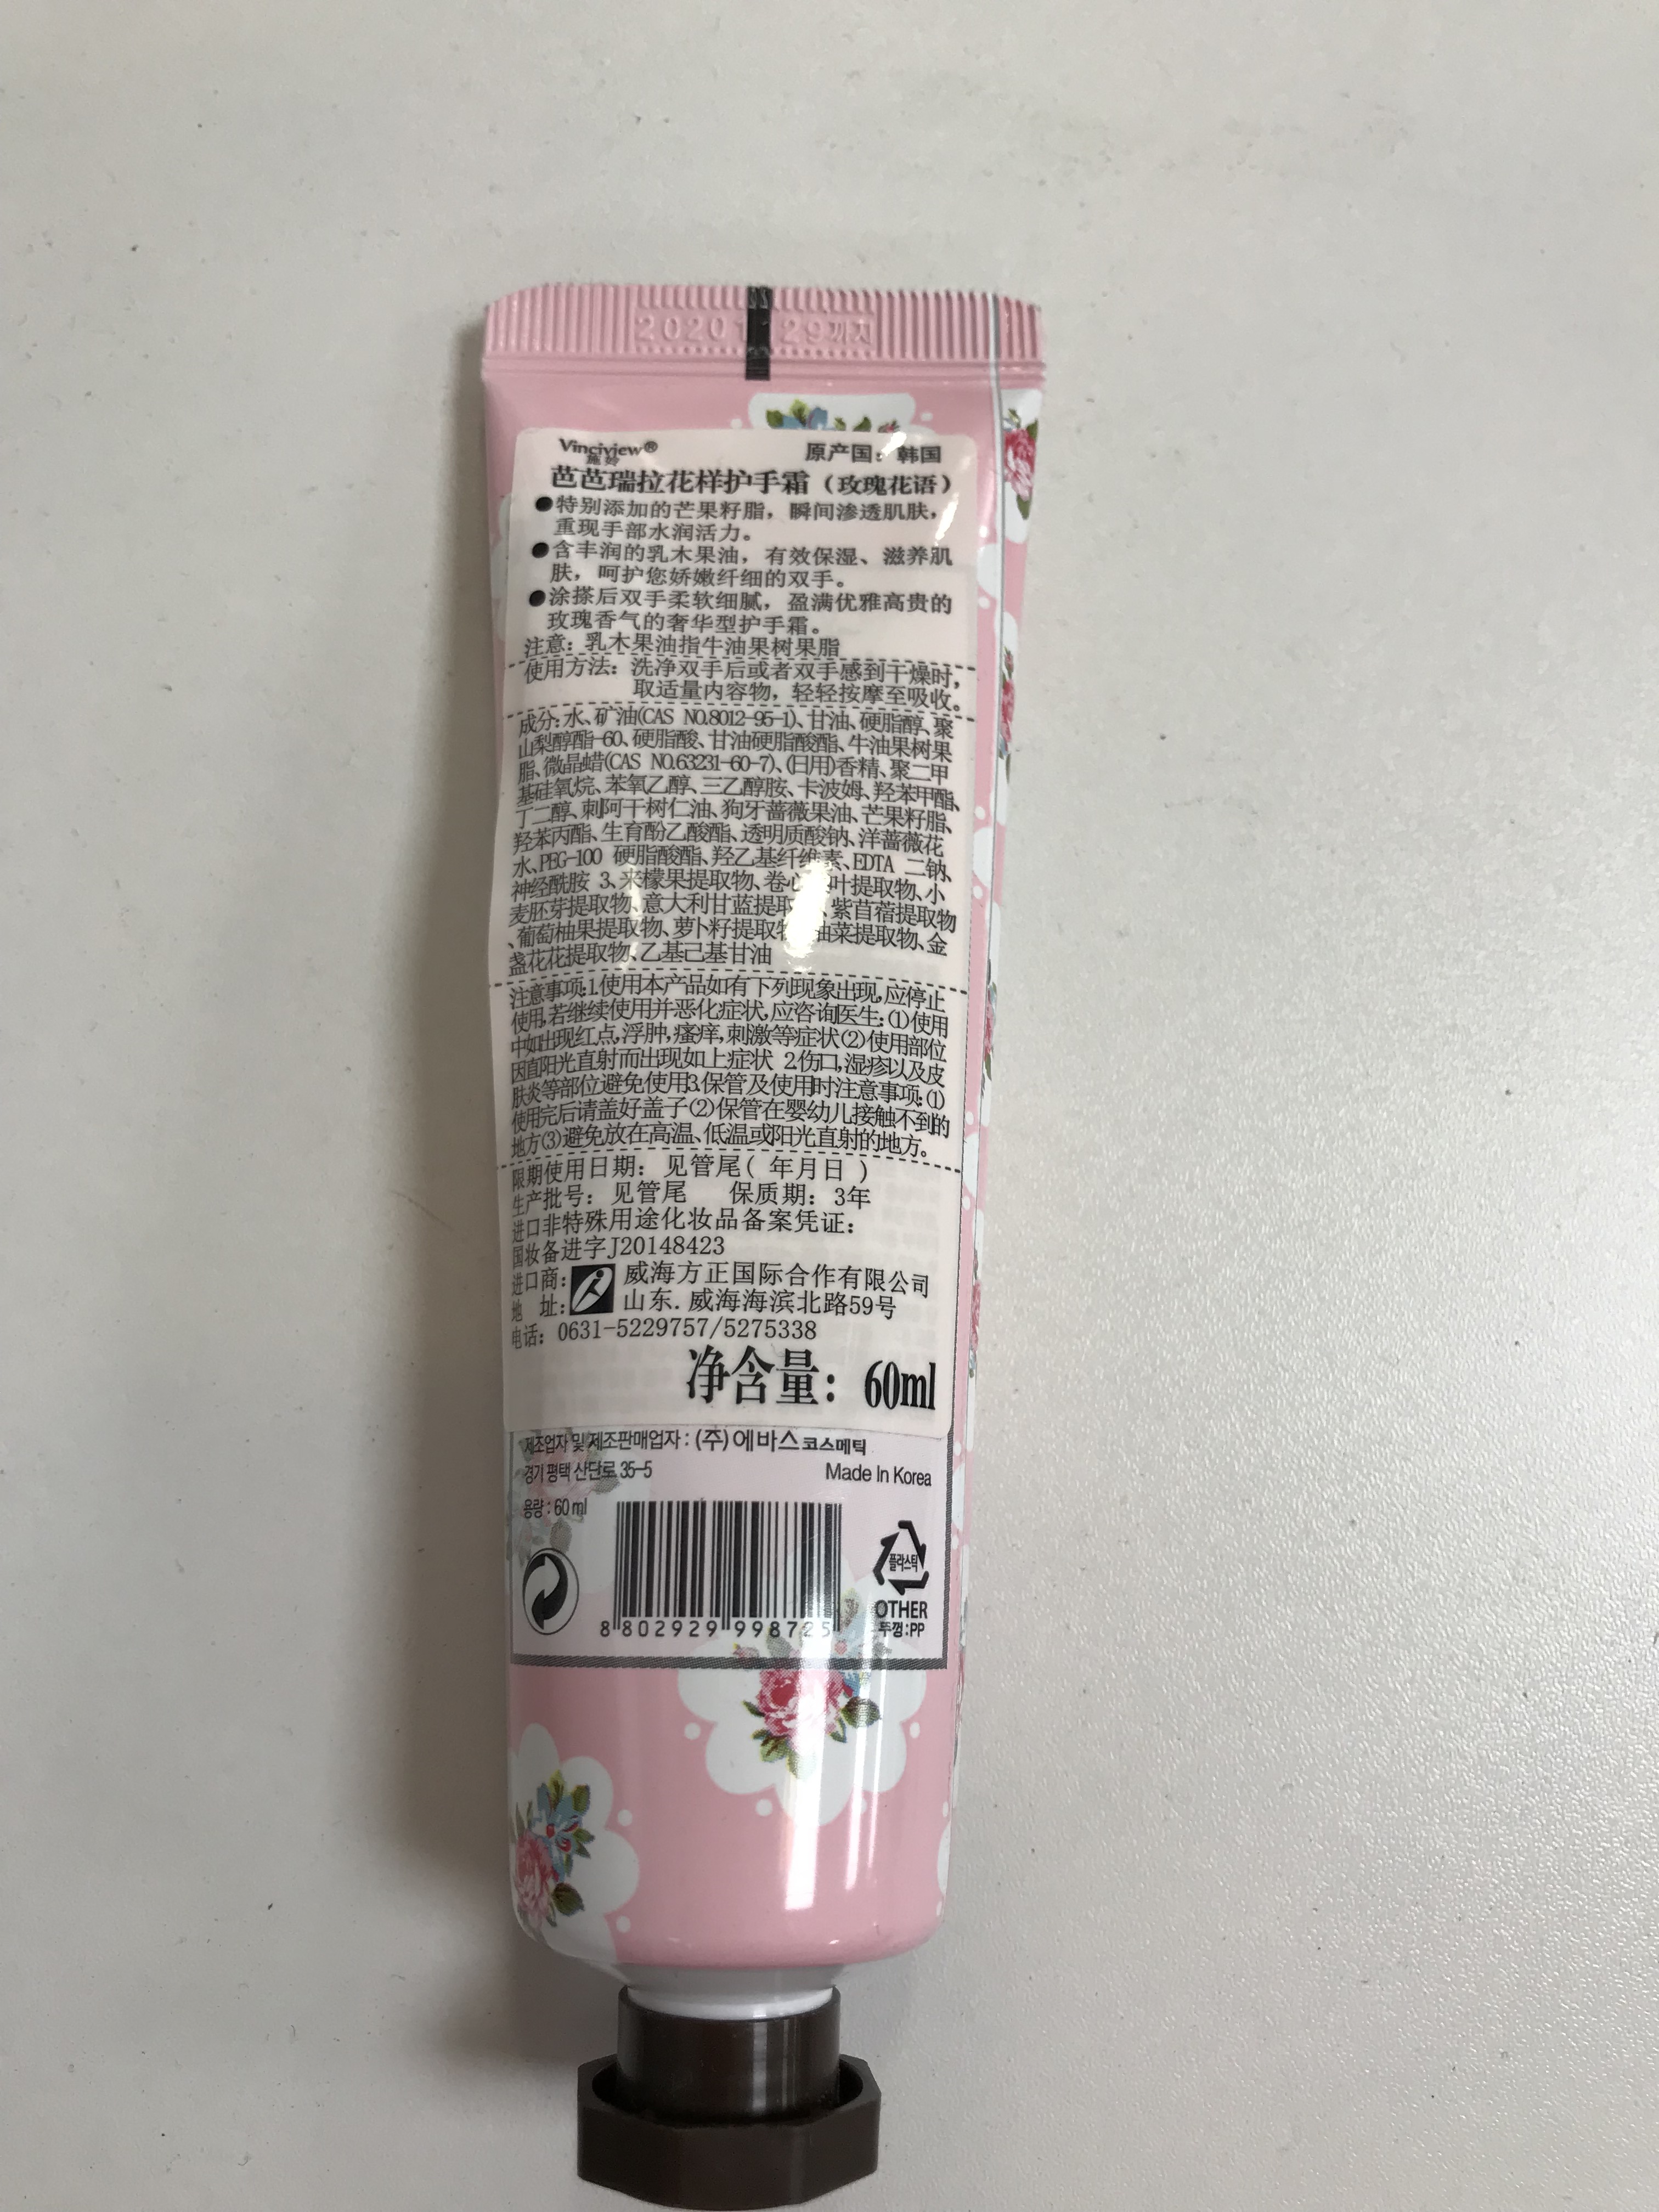 20201 29까지
Vinciview®
施妗
原产国：韩国
芭芭瑞拉花样护手霜（玫瑰花语）
●特别添加的芒果籽脂，瞬间渗透肌肤，
重现手部水润活力。
●含丰润的乳木果油，有效保湿、滋养肌
肤，呵护您娇嫩纤细的双手。
●涂搽后双手柔软细腻，盈满优雅高贵的
玫瑰香气的奢华型护手霜。
注意：乳木果油指牛油果树果脂
使用方法：洗净双手后或者双手感到干燥时，
取适量内容物，轻轻按摩至吸收。
成分:水、矿油(CAS NO.8012-95-1)、甘油、硬脂醇、聚
山梨醇酯-60、硬脂酸、甘油硬脂酸酯、牛油果树果
脂、微晶蜡(CAS NO.63231-60-7)、(日用)香精、聚二甲
基硅氧烷、苯氧乙醇、三乙醇胺、卡波姆、羟苯甲酯、
丁二醇、刺阿干树仁油、狗牙蔷薇果油、芒果籽脂、
羟苯丙酯、生育酚乙酸酯、透明质酸钠、洋蔷薇花
水、PEG-100 硬脂酸酯、羟乙基纤维素、EDTA 二钠、
神经酰胺 3、来檬果提取物、卷心 叶提取物、小
麦胚芽提取物、意大利甘蓝提取 、紫苜蓿提取物
、葡萄柚果提取物、萝卜籽提取物 油菜提取物、金
盏花花提取物、乙基己基甘油
注意事项:1.使用本产品如有下列现象出现,应停止
使用,若继续使用并恶化症状,应咨询医生:(1)使用
中如出现红点,浮肿,瘙痒,刺激等症状(2)使用部位
因直阳光直射而出现如上症状 2.伤口,湿疹以及皮
肤炎等部位避免使用3.保管及使用时注意事项:(1)
使用完后请盖好盖子(2)保管在婴幼儿接触不到的
地方(3)避免放在高温、低温或阳光直射的地方。
限期使用日期：见管尾( 年月日 )
生产批号：见管尾 保质期：3年
进口非特殊用途化妆品备案凭证：
国妆备进字J20148423
进口商：威海方正国际合作有限公司
地 址：山东.威海海滨北路59号
电话：0631-5229757/5275338
净含量：60ml
제조업자 및 제조판매업자 : (주)에바스코스메틱
경기 평택 산단로 35-5
Made In Korea
용량 : 60 ml
플라스틱
OTHER
뚜껑:PP
8 802929 998725